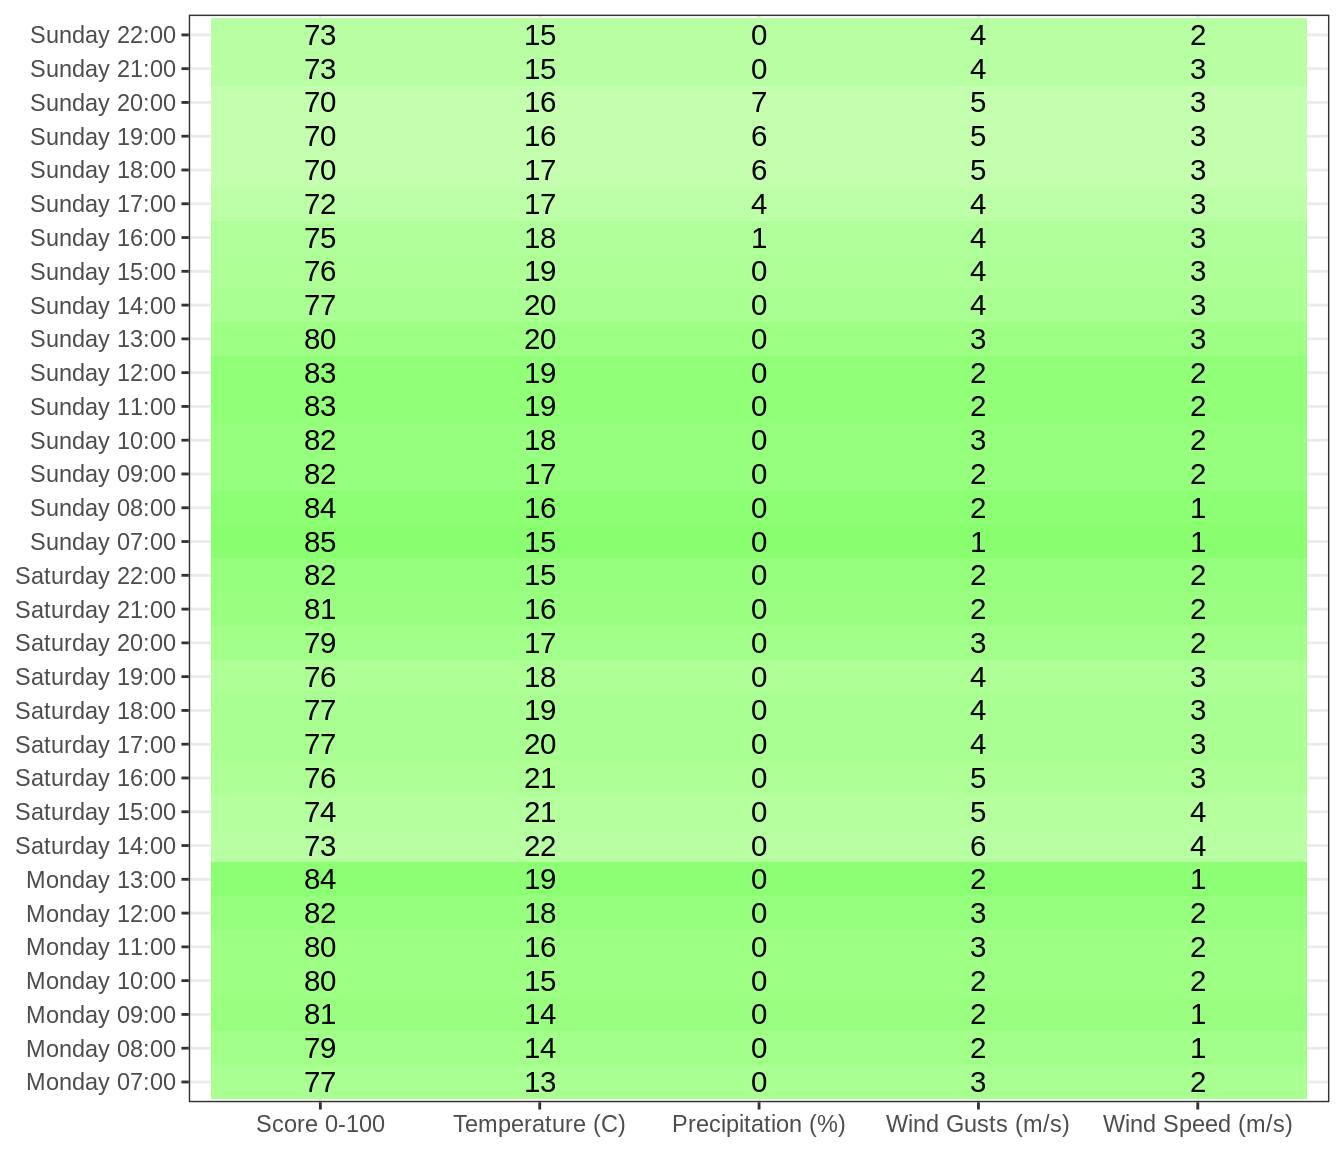 Sunday 22:00 73 15 0 4 2
Sunday 21:00 73 15 0 4 3
Sunday 20:00 70 16 7 5 3
Sunday 19:00 70 16 6 5 3
Sunday 18:00 70 17 6 5 3
Sunday 17:00 72 17 4 4 3
Sunday 16:00 75 18 1 4 3
Sunday 15:00 76 19 0 4 3
Sunday 14:00 77 20 0 4 3
Sunday 13:00 80 20 0 3 3
Sunday 12:00 83 19 0 2 2
Sunday 11:00 83 19 0 2 2
Sunday 10:00 82 18 0 3 2
Sunday 09:00 82 17 0 2 2
Sunday 08:00 84 16 0 2 1
Sunday 07:00 85 15 0 1 1
Saturday 22:00 82 15 0 2 2
Saturday 21:00 81 16 0 2 2
Saturday 20:00 79 17 0 3 2
Saturday 19:00 76 18 0 4 3
Saturday 18:00 77 19 0 4 3
Saturday 17:00 77 20 0 4 3
Saturday 16:00 76 21 0 5 3
Saturday 15:00 74 21 0 5 4
Saturday 14:00 73 22 0 6 4
Monday 13:00 84 19 0 2 1
Monday 12:00 82 18 0 3 2
Monday 11:00 80 16 0 3 2
Monday 10:00 80 15 0 2 2
Monday 09:00 81 14 0 2 1
Monday 08:00 79 14 0 2 1
Monday 07:00 77 13 0 3 2
Score 0-100 Temperature (C) Precipitation (%) Wind Gusts (m/s) Wind Speed (m/s)